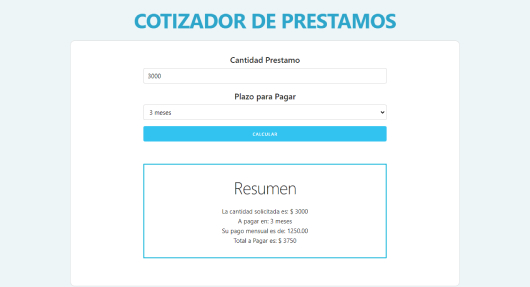 COTIZADOR DE PRESTAMOS
Cantidad Prestamo
3000
Plazo para Pagar
3 meses
CALCULAR
Resumen
La cantidad solicitada es: $ 3000
A pagar en: 3 meses
Su pago mensual es de: 1250.00
Total a Pagar es: $ 3750